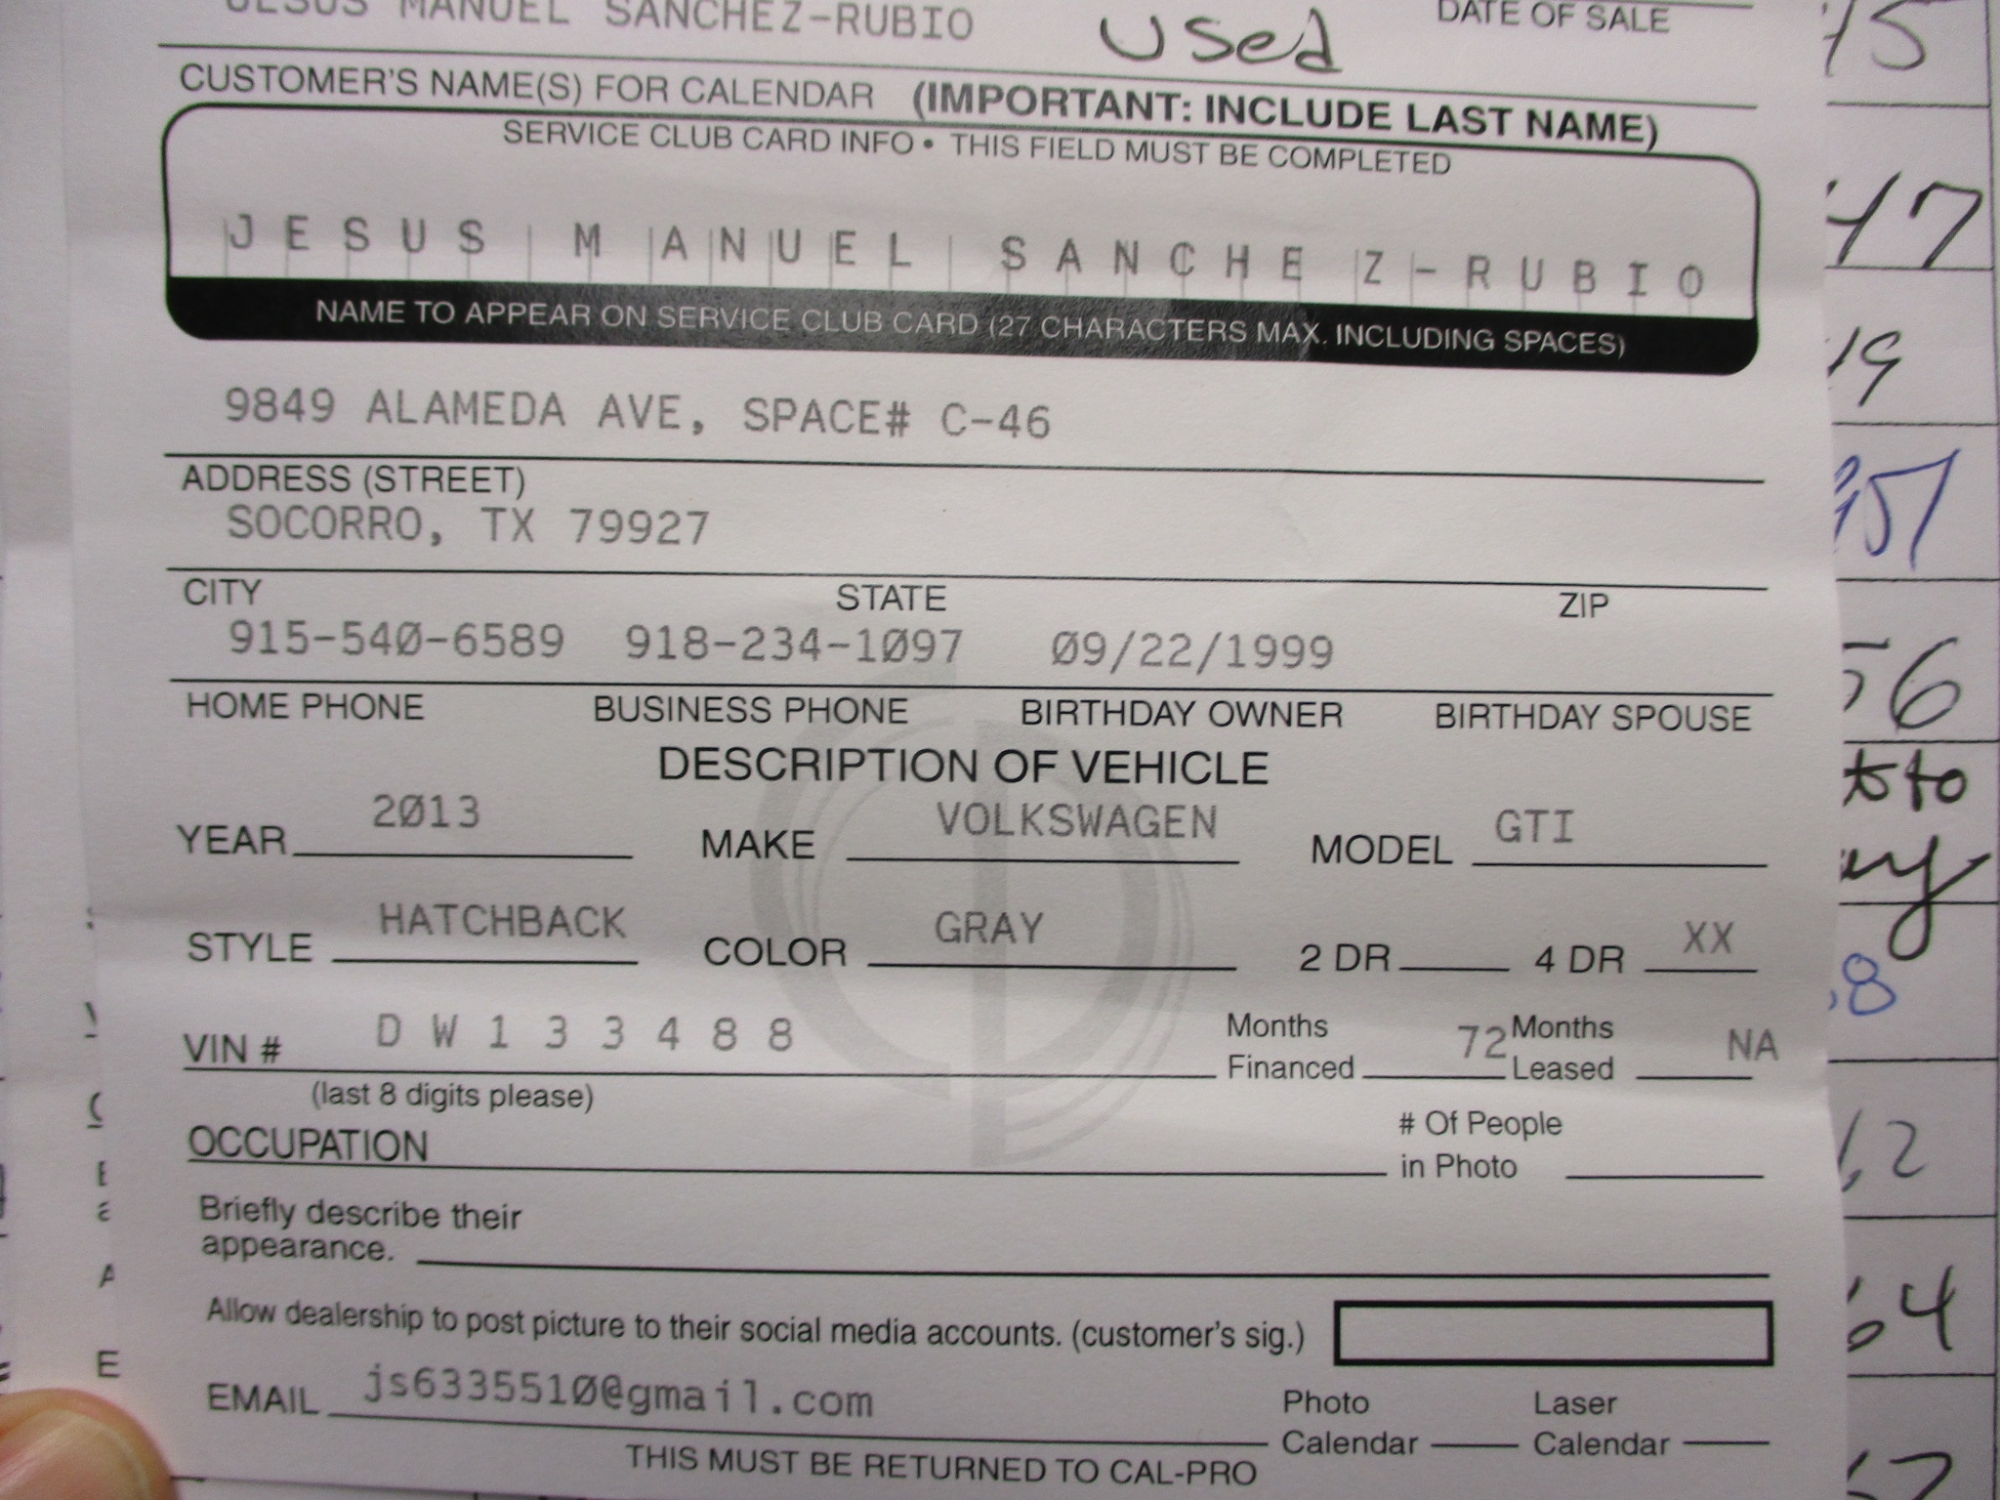 JESUS MANUEL SANCHEZ-RUBIO
Used
DATE OF SALE
CUSTOMER'S NAME(S) FOR CALENDAR (IMPORTANT: INCLUDE LAST NAME)
SERVICE CLUB CARD INFO • THIS FIELD MUST BE COMPLETED
JESUS MANUEL SANCHEZ-RUBIO
NAME TO APPEAR ON SERVICE CLUB CARD (27 CHARACTERS MAX. INCLUDING SPACES)
9849 ALAMEDA AVE, SPACE# C-46
ADDRESS (STREET)
SOCORRO, TX 79927
CITY STATE ZIP
915-540-6589 918-234-1097 09/22/1999
HOME PHONE BUSINESS PHONE BIRTHDAY OWNER BIRTHDAY SPOUSE
DESCRIPTION OF VEHICLE
YEAR 2013 MAKE VOLKSWAGEN MODEL GTI
STYLE HATCHBACK COLOR GRAY 2 DR 4 DR XX
VIN # D W 1 3 3 4 8 8 Months Financed 72 Months Leased NA
(last 8 digits please)
OCCUPATION # Of People in Photo
Briefly describe their
appearance.
Allow dealership to post picture to their social media accounts. (customer's sig.)
EMAIL js6335510@gmail.com Photo Calendar Laser Calendar
THIS MUST BE RETURNED TO CAL-PRO